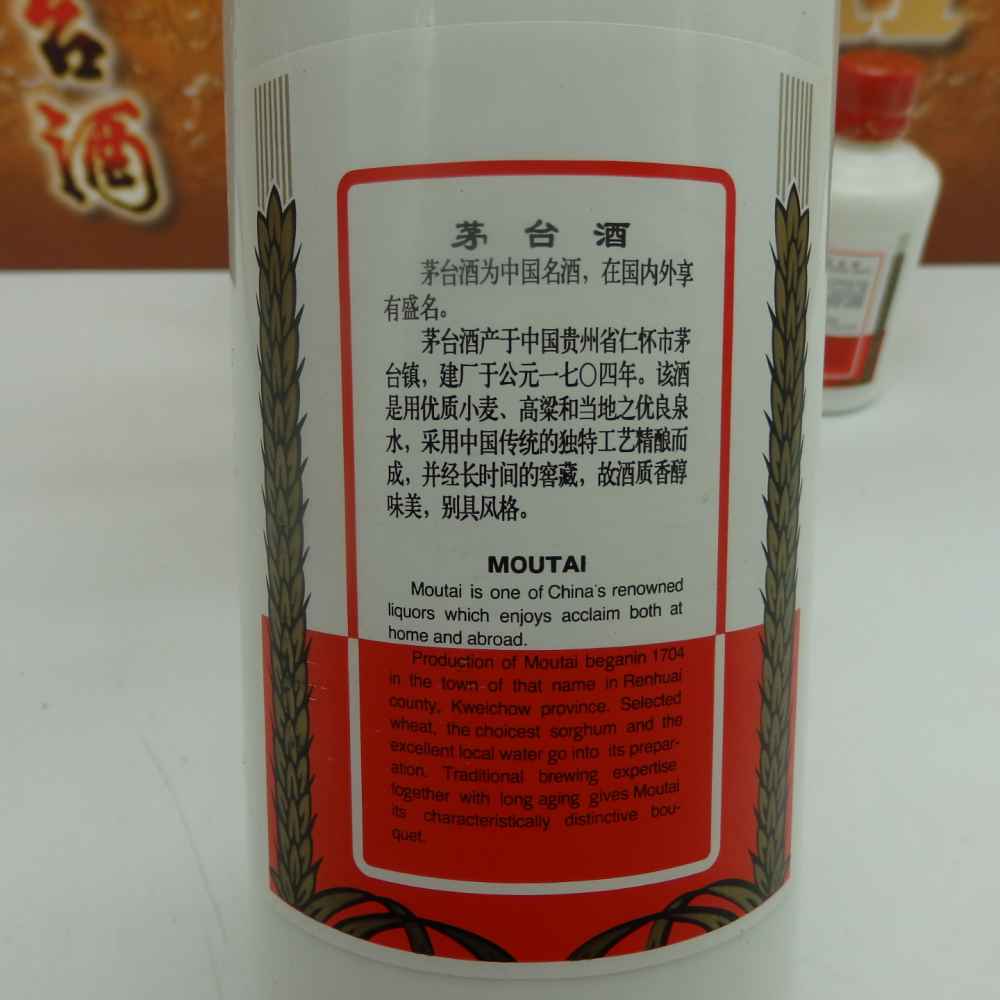 台酒
茅台酒
茅台酒为中国名酒，在国内外享
有盛名。
茅台酒产于中国贵州省仁怀市茅
台镇，建厂于公元一七〇四年。该酒
是用优质小麦、高粱和当地之优良泉
水，采用中国传统的独特工艺精酿而
成，并经长时间的窖藏，故酒质香醇
味美，别具风格。
MOUTAI
Moutai is one of China's renowned
liquors which enjoys acclaim both at
home and abroad.
Production of Moutai beganin 1704
in the town of that name in Renhuai
county, Kweichow province. Selected
wheat, the choicest sorghum and the
excellent local water go into its prepar-
ation. Traditional brewing expertise
together with long aging gives Moutai
its characteristically distinctive bou-
quet.